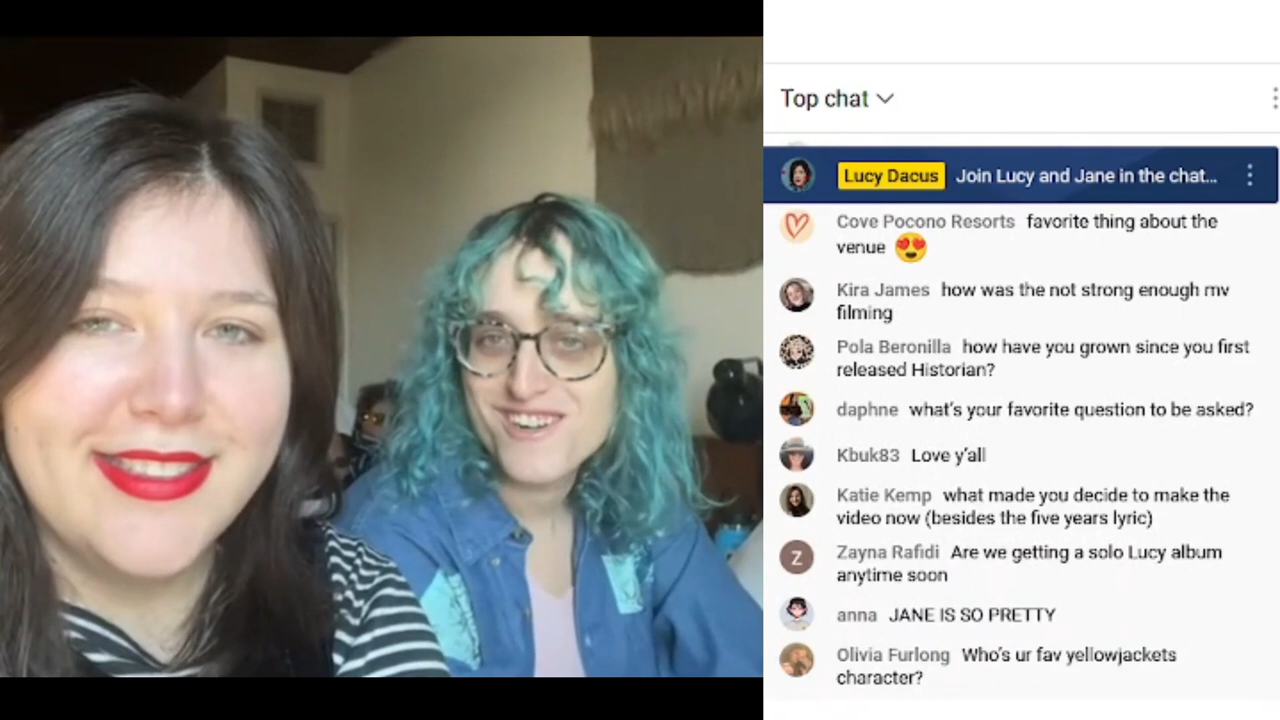 Top chat
Lucy Dacus Join Lucy and Jane in the chat...
Cove Pocono Resorts favorite thing about the
venue 😍
Kira James how was the not strong enough mv
filming
Pola Beronilla how have you grown since you first
released Historian?
daphne what's your favorite question to be asked?
Kbuk83 Love y'all
Katie Kemp what made you decide to make the
video now (besides the five years lyric)
Z Zayna Rafidi Are we getting a solo Lucy album
anytime soon
anna JANE IS SO PRETTY
Olivia Furlong Who's ur fav yellowjackets
character?